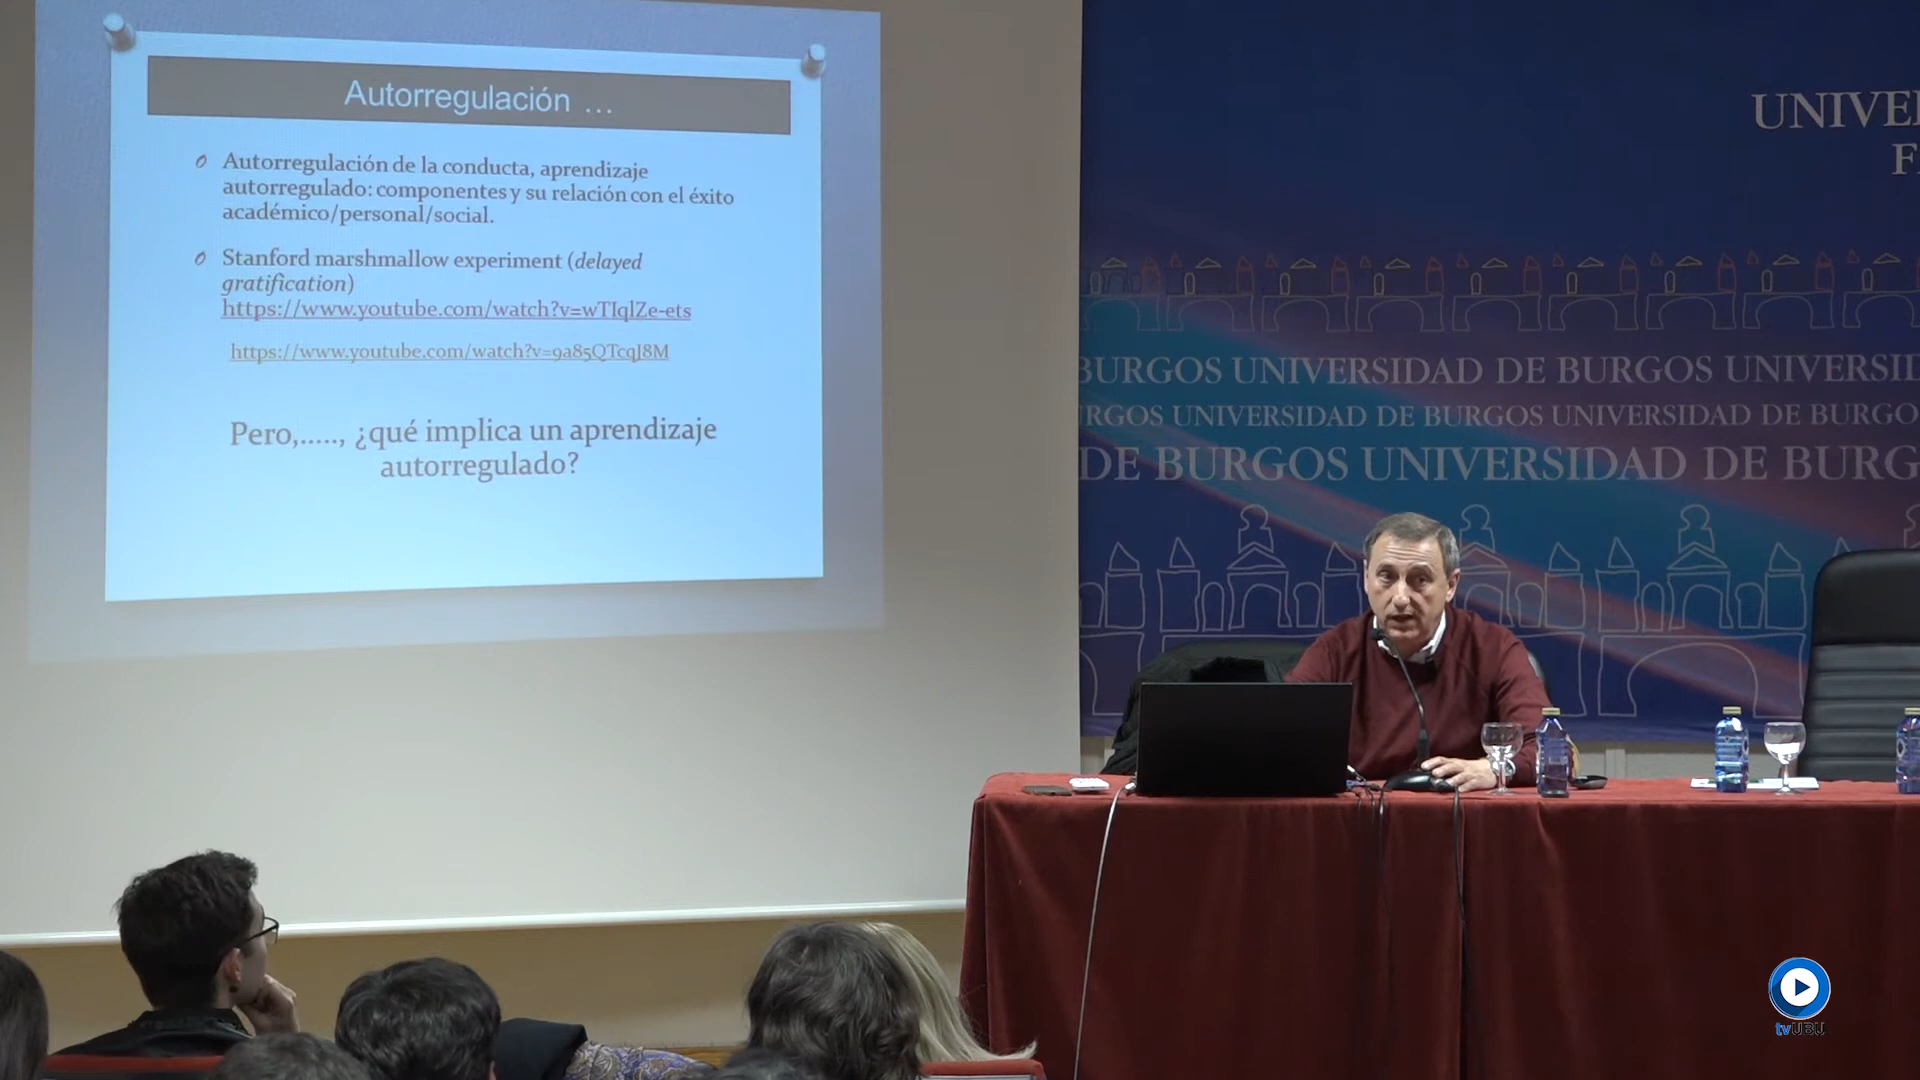 Autorregulación ...
Autorregulación de la conducta, aprendizaje
autorregulado: componentes y su relación con el éxito
académico/personal/social.
Stanford marshmallow experiment (delayed
gratification)
https://www.youtube.com/watch?v=wTIqlZe-ets
https://www.youtube.com/watch?v=9a85QTcqJ8M
Pero,....., ¿qué implica un aprendizaje
autorregulado?
UNIVE
F
BURGOS UNIVERSIDAD DE BURGOS UNIVERSI
RGOS UNIVERSIDAD DE BURGOS UNIVERSIDAD DE BURGO
DE BURGOS UNIVERSIDAD DE BURG
tvUBU